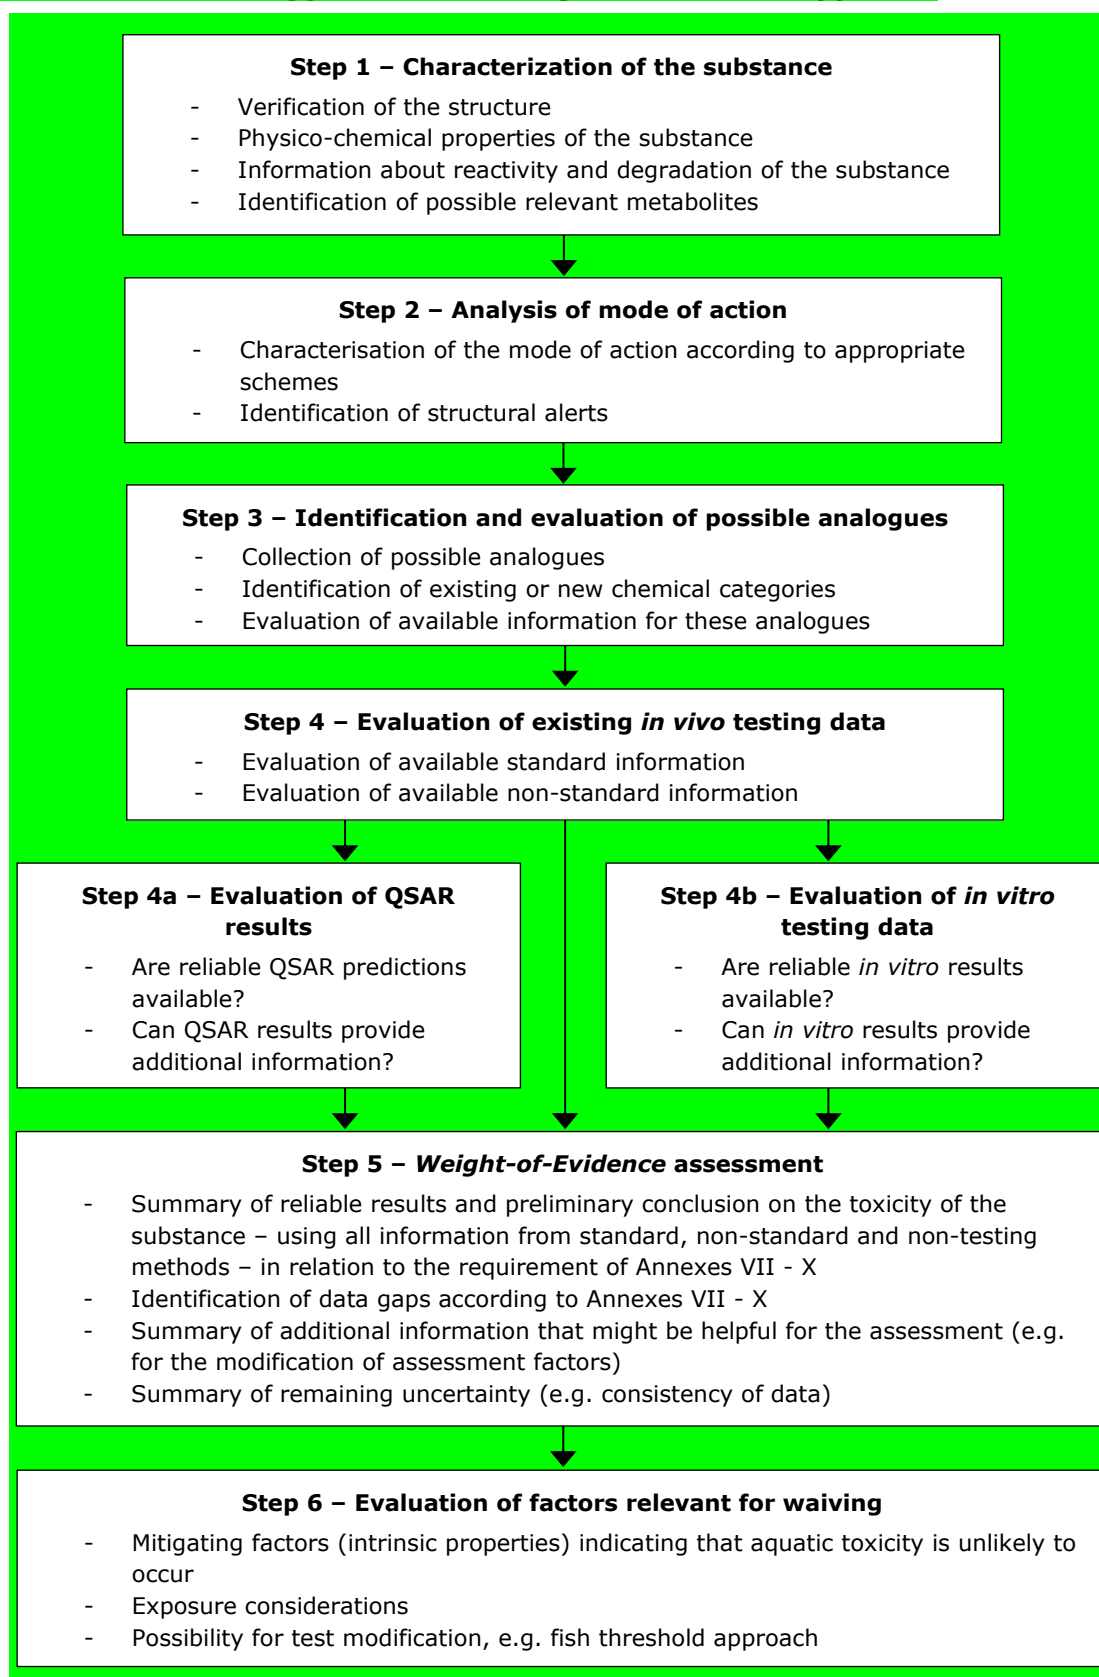 Step 1 – Characterization of the substance
- Verification of the structure
- Physico-chemical properties of the substance
- Information about reactivity and degradation of the substance
- Identification of possible relevant metabolites
Step 2 – Analysis of mode of action
- Characterisation of the mode of action according to appropriate
schemes
- Identification of structural alerts
Step 3 – Identification and evaluation of possible analogues
- Collection of possible analogues
- Identification of existing or new chemical categories
- Evaluation of available information for these analogues
Step 4 – Evaluation of existing in vivo testing data
- Evaluation of available standard information
- Evaluation of available non-standard information
Step 4a – Evaluation of QSAR
results
- Are reliable QSAR predictions
available?
- Can QSAR results provide
additional information?
Step 4b – Evaluation of in vitro
testing data
- Are reliable in vitro results
available?
- Can in vitro results provide
additional information?
Step 5 – Weight-of-Evidence assessment
- Summary of reliable results and preliminary conclusion on the toxicity of the
substance – using all information from standard, non-standard and non-testing
methods – in relation to the requirement of Annexes VII - X
- Identification of data gaps according to Annexes VII - X
- Summary of additional information that might be helpful for the assessment (e.g.
for the modification of assessment factors)
- Summary of remaining uncertainty (e.g. consistency of data)
Step 6 – Evaluation of factors relevant for waiving
- Mitigating factors (intrinsic properties) indicating that aquatic toxicity is unlikely to
occur
- Exposure considerations
- Possibility for test modification, e.g. fish threshold approach